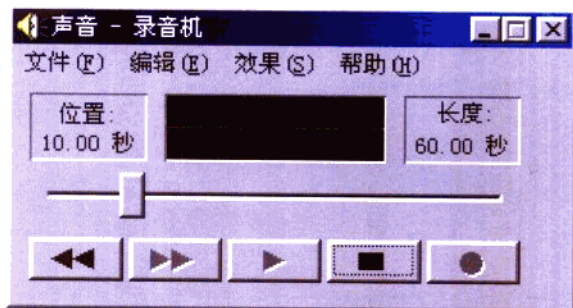 声音 - 录音机
文件(F) 编辑(E) 效果(S) 帮助(H)
位置:
10.00 秒
长度:
60.00 秒